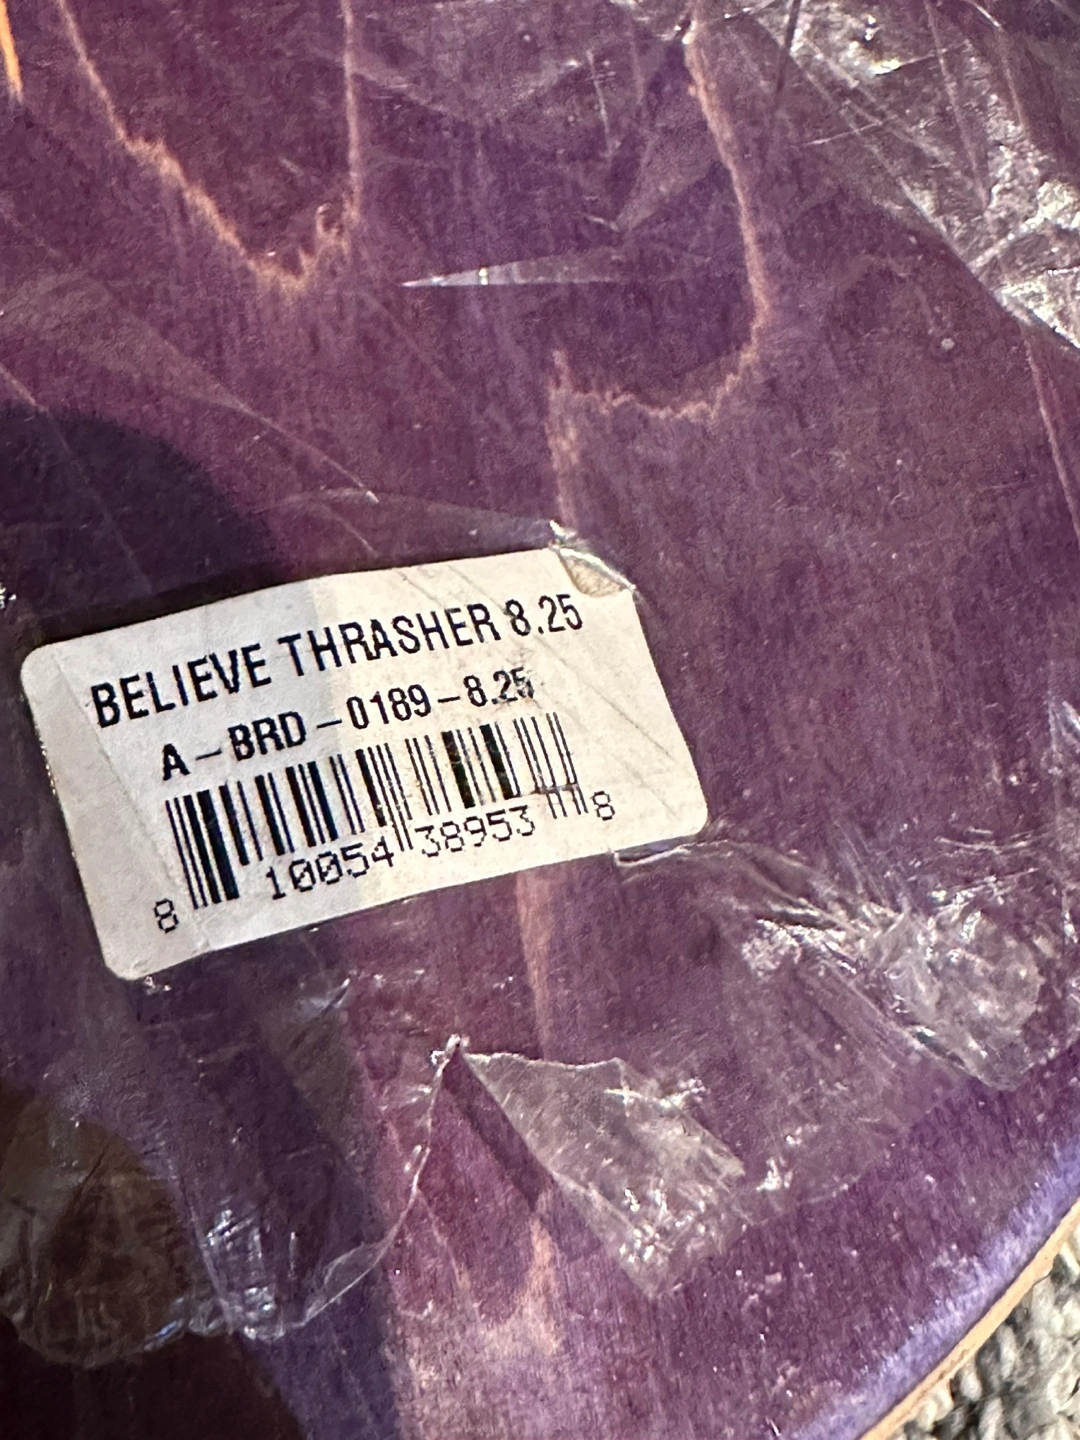 BELIEVE THRASHER 8.25
A-BRD-0189-8.25
8 10054 38953 8